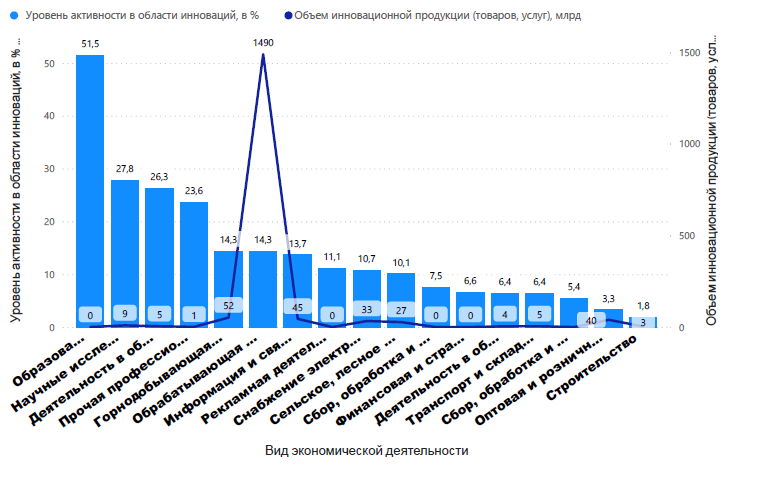 Уровень активности в области инноваций, в %
Объем инновационной продукции (товаров, услуг), млрд
Уровень активности в области инноваций, в % ...
50
40
30
20
10
0
51,5
27,8
26,3
23,6
14,3
14,3
13,7
11,1
10,7
10,1
7,5
6,6
6,4
6,4
5,4
3,3
1,8
0
9
5
1
52
1490
45
0
33
27
0
0
4
5
40
3
1500
1000
500
0
Объем инновационной продукции (товаров, усл...
Образова...
Научные иссле...
Деятельность в об...
Прочая профессио...
Горнодобывающая...
Обрабатывающая ...
Информация и свя...
Рекламная деятел...
Снабжение электр...
Сельское, лесное ...
Сбор, обработка и ...
Финансовая и стра...
Деятельность в об...
Транспорт и склад...
Сбор, обработка и ...
Оптовая и розничн...
Строительство
Вид экономической деятельности